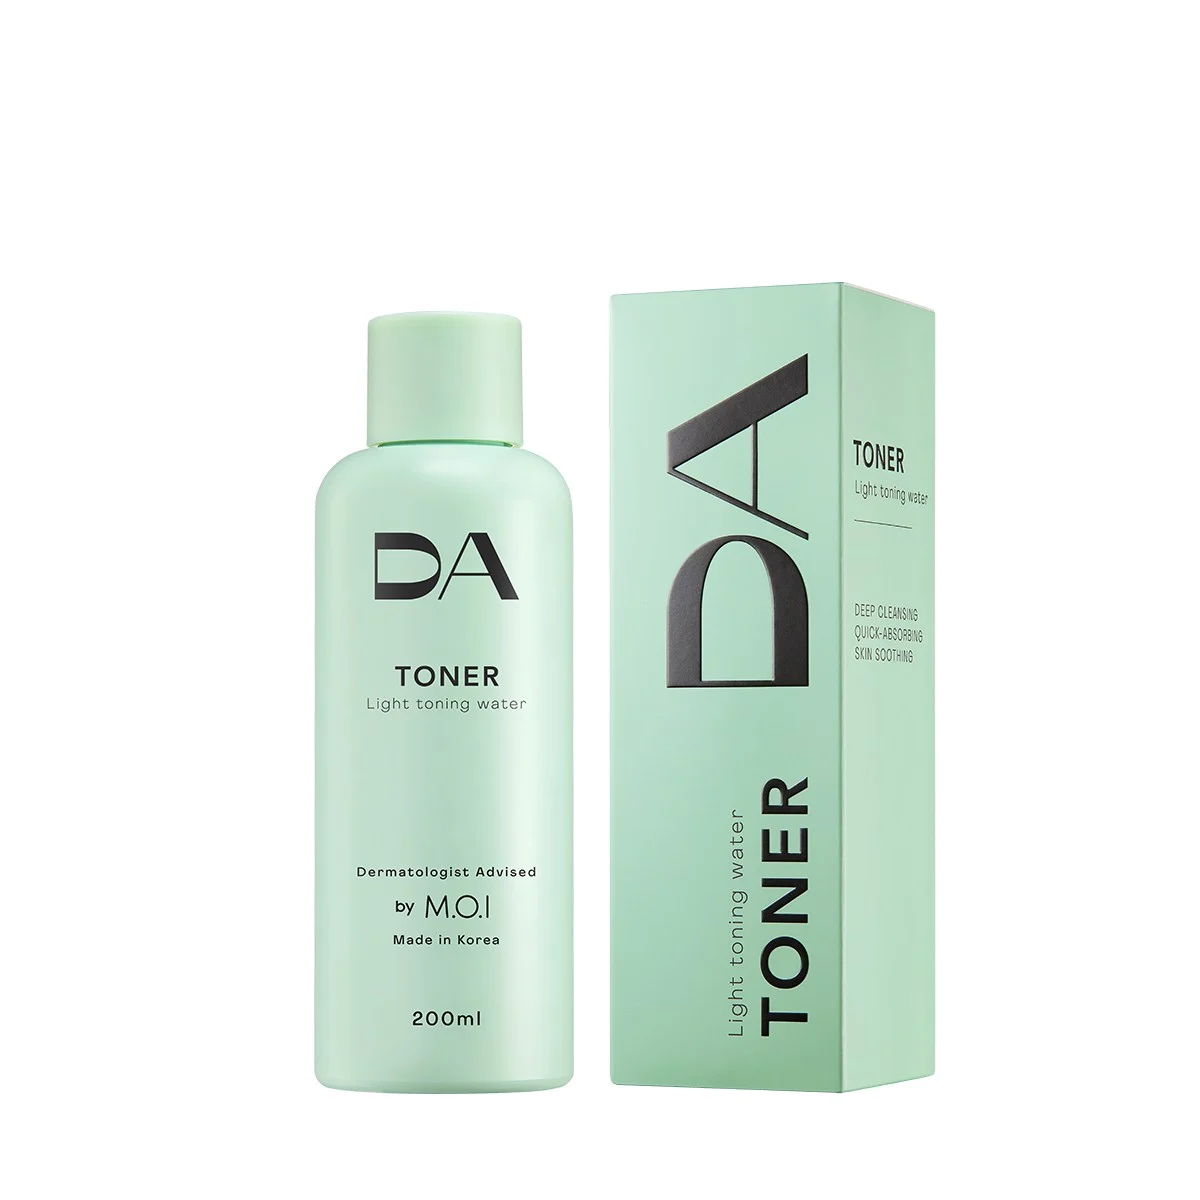 DA
TONER
Light toning water
Dermatologist Advised
by M.O.I
Made in Korea
200ml
DA
TONER
Light toning water
TONER
Light toning water
DEEP CLEANSING
QUICK-ABSORBING
SKIN SOOTHING